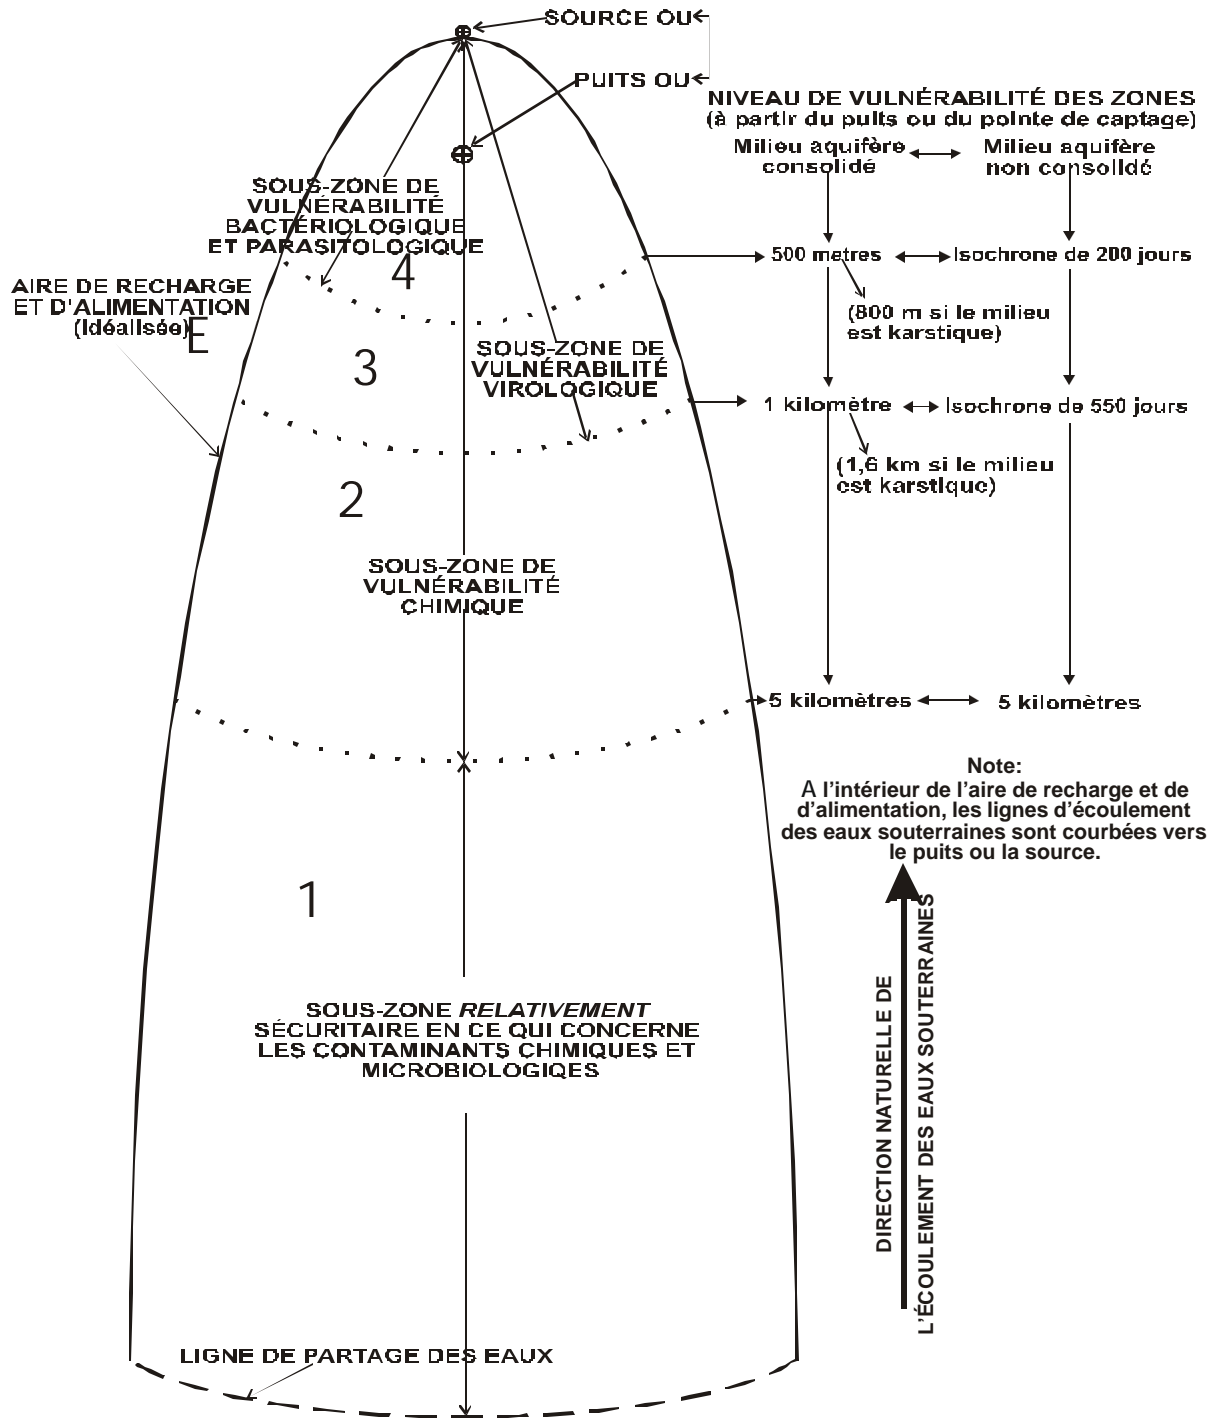 SOURCE OU
PUITS OU
NIVEAU DE VULNÉRABILITÉ DES ZONES
(à partir du puits ou du pointe de captage)
Milieu aquifère
consolidé
Milieu aquifère
non consolidé
SOUS-ZONE DE
VULNÉRABILITÉ
BACTÉRIOLOGIQUE
ET PARASITOLOGIQUE
4
500 metres
Isochrone de 200 jours
AIRE DE RECHARGE
ET D'ALIMENTATION
(Idéalisée)
E
(800 m si le milieu
est karstique)
3
SOUS-ZONE DE
VULNÉRABILITÉ
VIROLOGIQUE
1 kilomètre
Isochrone de 550 jours
(1,6 km si le milieu
est karstique)
2
SOUS-ZONE DE
VULNÉRABILITÉ
CHIMIQUE
5 kilomètres
5 kilomètres
Note:
A l'intérieur de l'aire de recharge et de
d'alimentation, les lignes d'écoulement
des eaux souterraines sont courbées vers
le puits ou la source.
1
SOUS-ZONE RELATIVEMENT
SÉCURITAIRE EN CE QUI CONCERNE
LES CONTAMINANTS CHIMIQUES ET
MICROBIOLOGIQES
DIRECTION NATURELLE DE
L'ÉCOULEMENT DES EAUX SOUTERRAINES
LIGNE DE PARTAGE DES EAUX